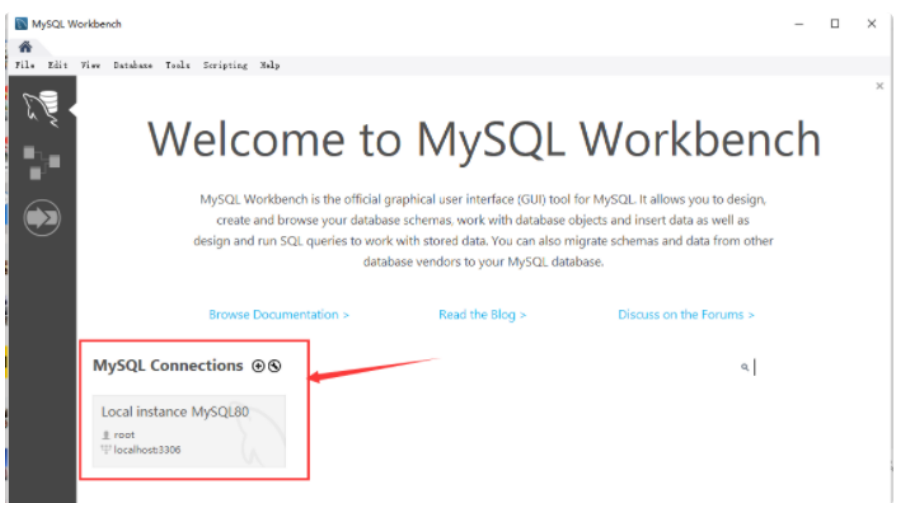 MySQL Workbench
File Edit View Database Tools Scripting Help
Welcome to MySQL Workbench
MySQL Workbench is the official graphical user interface (GUI) tool for MySQL. It allows you to design,
create and browse your database schemas, work with database objects and insert data as well as
design and run SQL queries to work with stored data. You can also migrate schemas and data from other
database vendors to your MySQL database.
Browse Documentation >
Read the Blog >
Discuss on the Forums >
MySQL Connections
Local instance MySQL80
root
localhost:3306